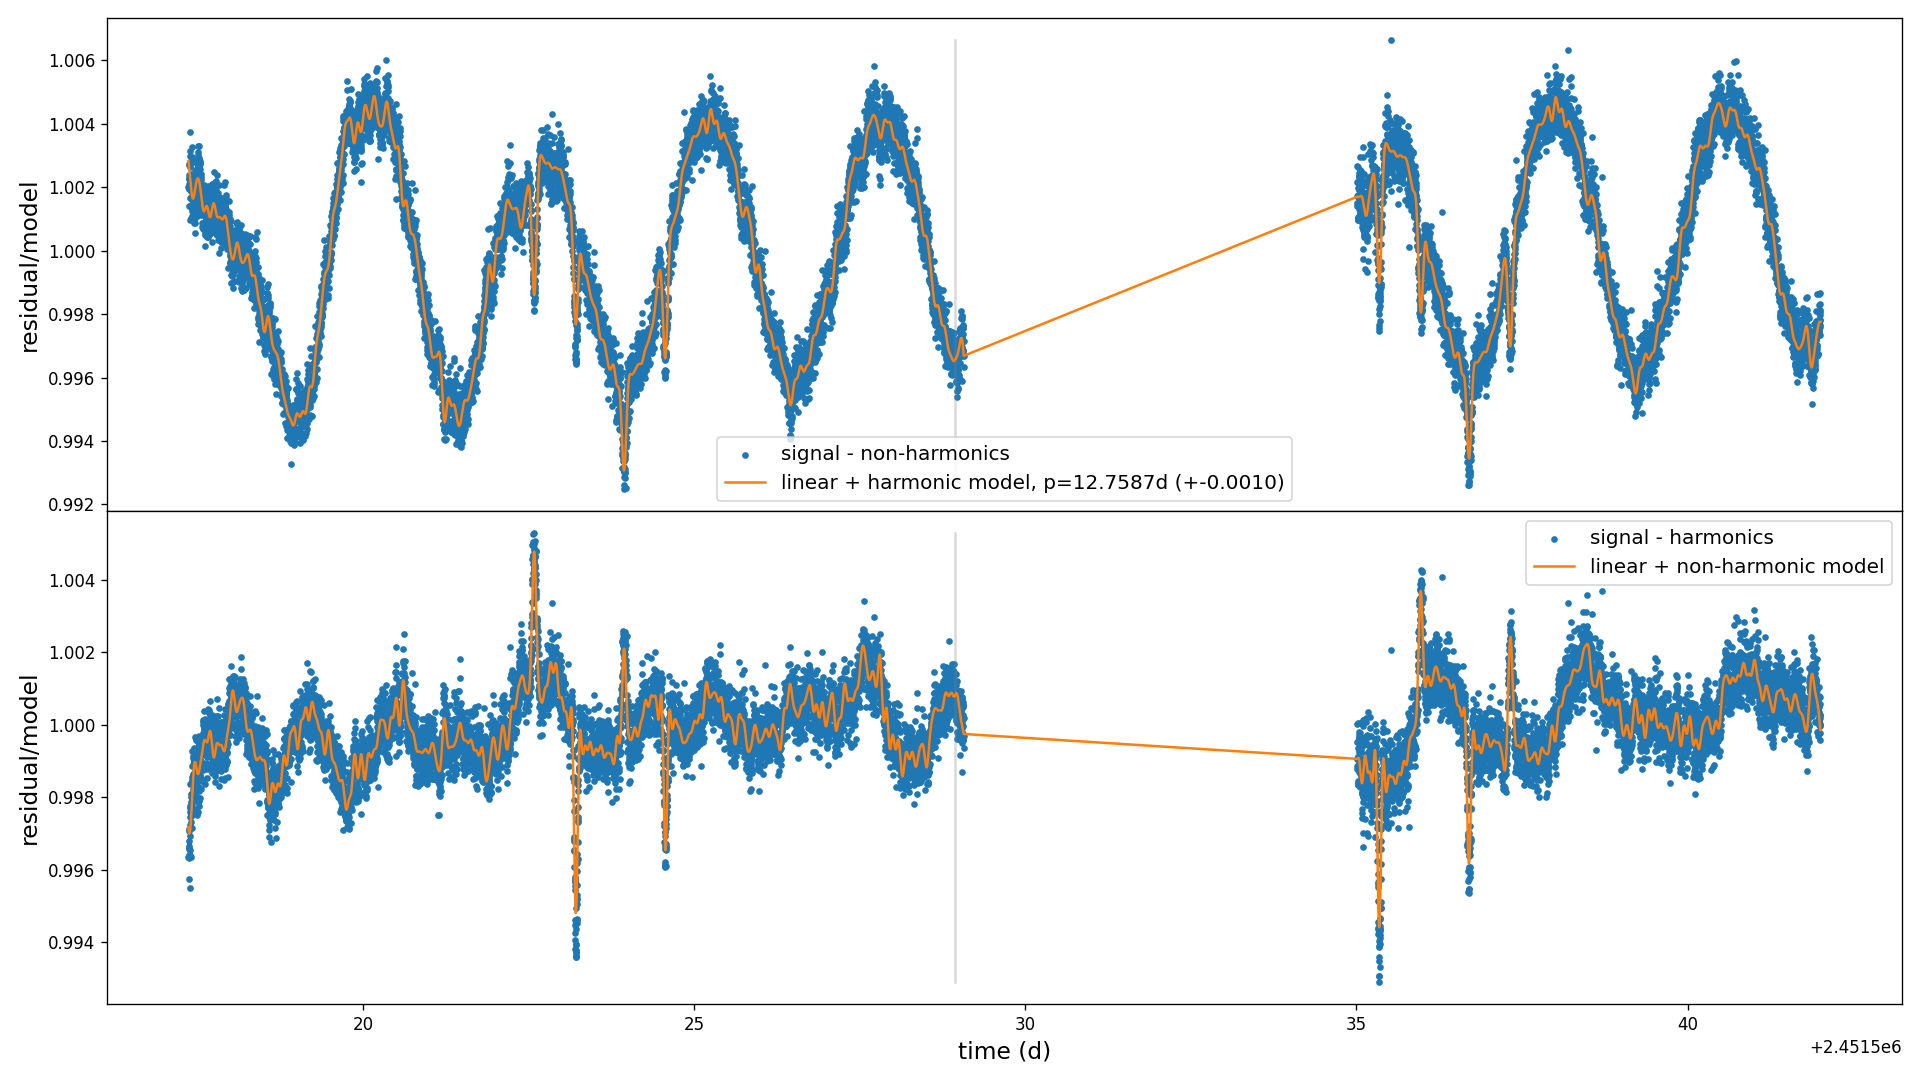 1.006
1.004
1.002
1.000
0.998
0.996
0.994
0.992
residual/model
signal - non-harmonics
linear + harmonic model, p=12.7587d (+-0.0010)
1.004
1.002
1.000
0.998
0.996
0.994
residual/model
signal - harmonics
linear + non-harmonic model
20 25 30 35 40
time (d)
+2.4515e6